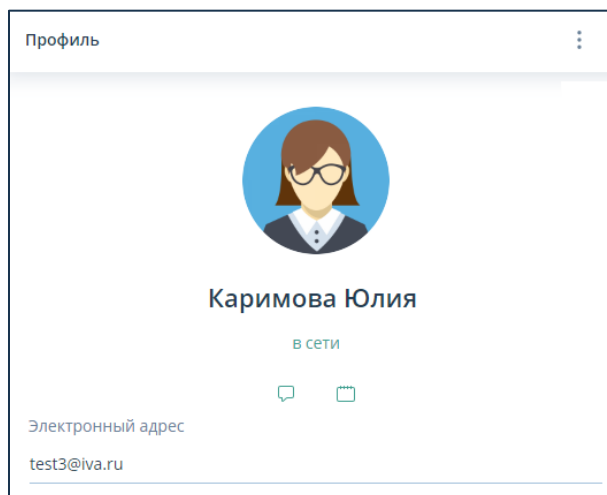 Профиль
Каримова Юлия
в сети
Электронный адрес
test3@iva.ru